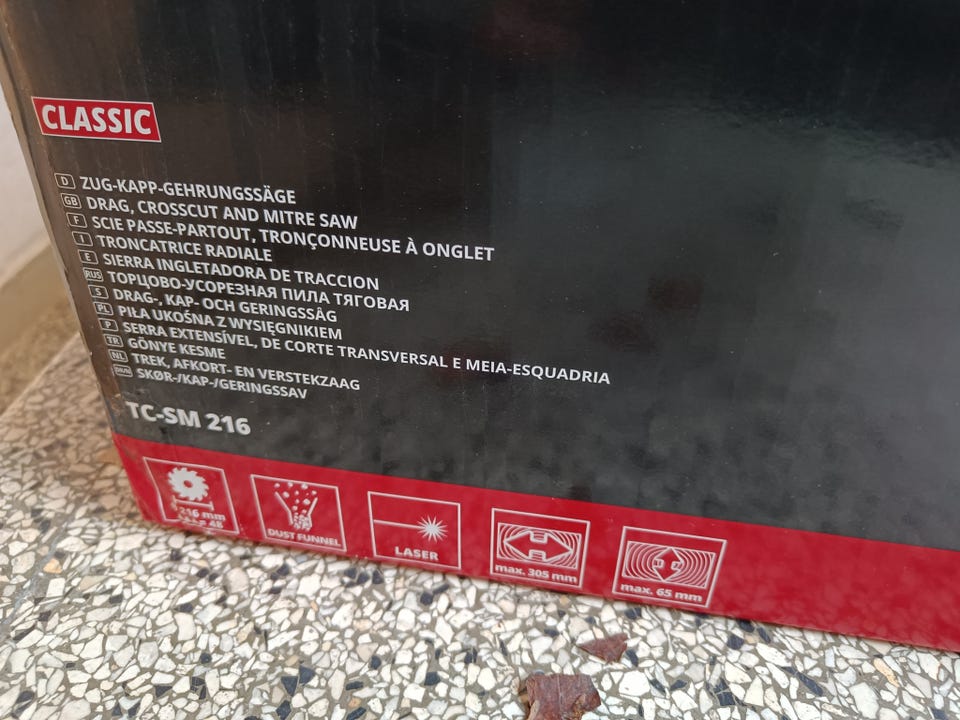 CLASSIC
D ZUG-KAPP-GEHRUNGSSÄGE
GB DRAG, CROSSCUT AND MITRE SAW
F SCIE PASSE-PARTOUT, TRONÇONNEUSE À ONGLET
I TRONCATRICE RADIALE
E SIERRA INGLETADORA DE TRACCION
RUS ТОРЦОВО-УСОРЕЗНАЯ ПИЛА ТЯГОВАЯ
S DRAG-, KAP- OCH GERINGSSÅG
PL PIŁA UKOŚNA Z WYSIĘGNIKIEM
P SERRA EXTENSÍVEL, DE CORTE TRANSVERSAL E MEIA-ESQUADRIA
TR GÖNYE KESME
NL TREK, AFKORT- EN VERSTEKZAAG
SKØR-/KAP-/GERINGSSAV
TC-SM 216
216 mm
= 48
DUST FUNNEL
LASER
max. 305 mm
max. 65 mm